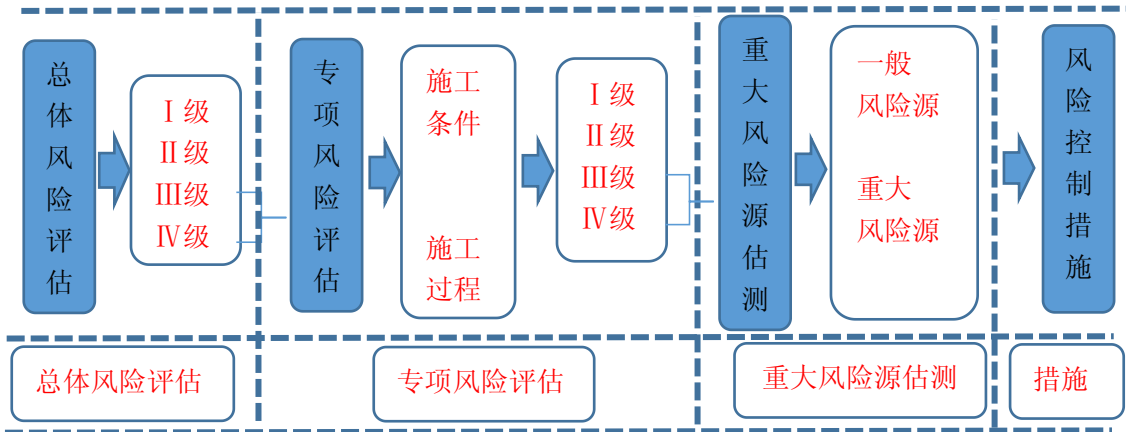 总体风险评估
Ⅰ级
Ⅱ级
Ⅲ级
Ⅳ级
专项风险评估
施工
条件
施工
过程
Ⅰ级
Ⅱ级
Ⅲ级
Ⅳ级
重大风险源估测
一般
风险源
重大
风险源
风险控制措施
总体风险评估
专项风险评估
重大风险源估测
措施